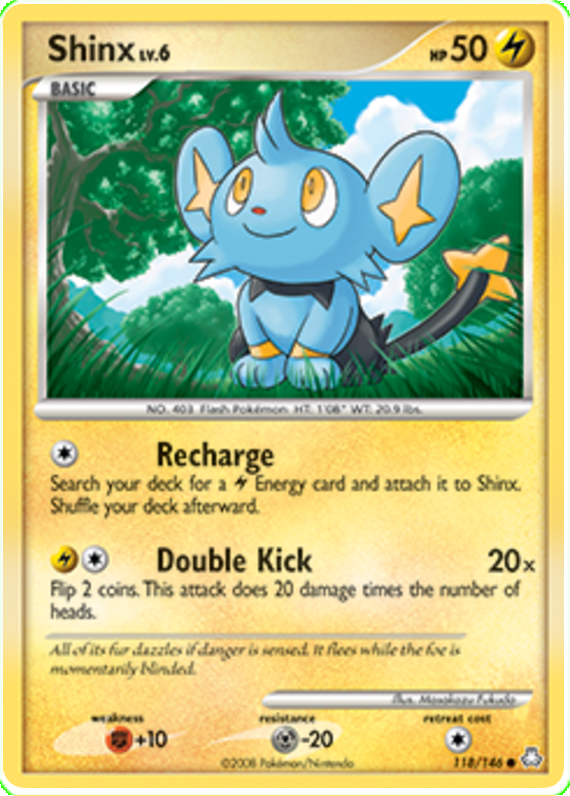 Shinx LV.6 HP 50
BASIC
NO. 403 Flash Pokémon HT: 1'08" WT: 20.9 lbs.
Recharge
Search your deck for a Energy card and attach it to Shinx.
Shuffle your deck afterward.
Double Kick 20x
Flip 2 coins. This attack does 20 damage times the number of
heads.
All of its fur dazzles if danger is sensed. It flees while the foe is
momentarily blinded.
Illus. Masakazu Fukuda
weakness resistance retreat cost
+10 -20
©2008 Pokémon/Nintendo 118/146